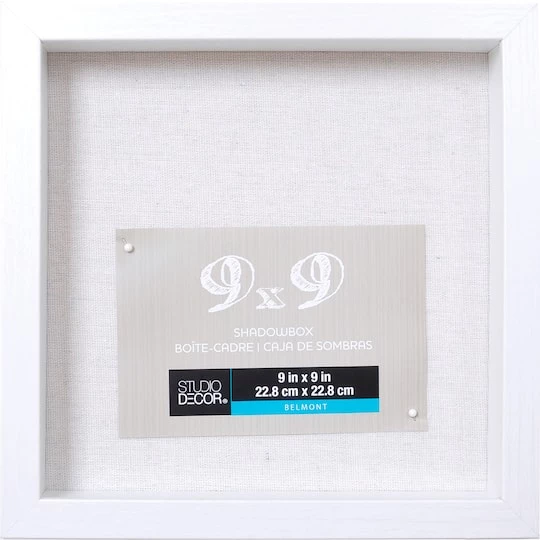 9x9
SHADOWBOX
BOÎTE-CADRE | CAJA DE SOMBRAS
STUDIO
DECOR®
9 in x 9 in
22.8 cm x 22.8 cm
BELMONT